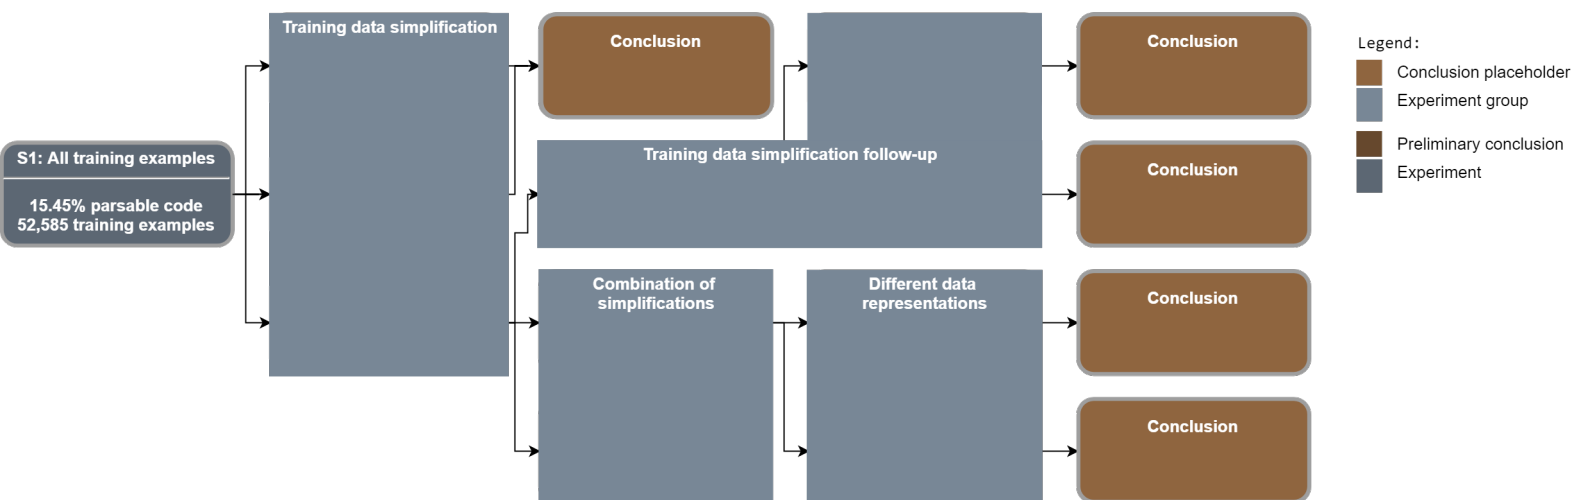 S1: All training examples
15.45% parsable code
52,585 training examples
Training data simplification
Conclusion
Training data simplification follow-up
Combination of
simplifications
Different data
representations
Conclusion
Conclusion
Conclusion
Conclusion
Legend:
Conclusion placeholder
Experiment group
Preliminary conclusion
Experiment